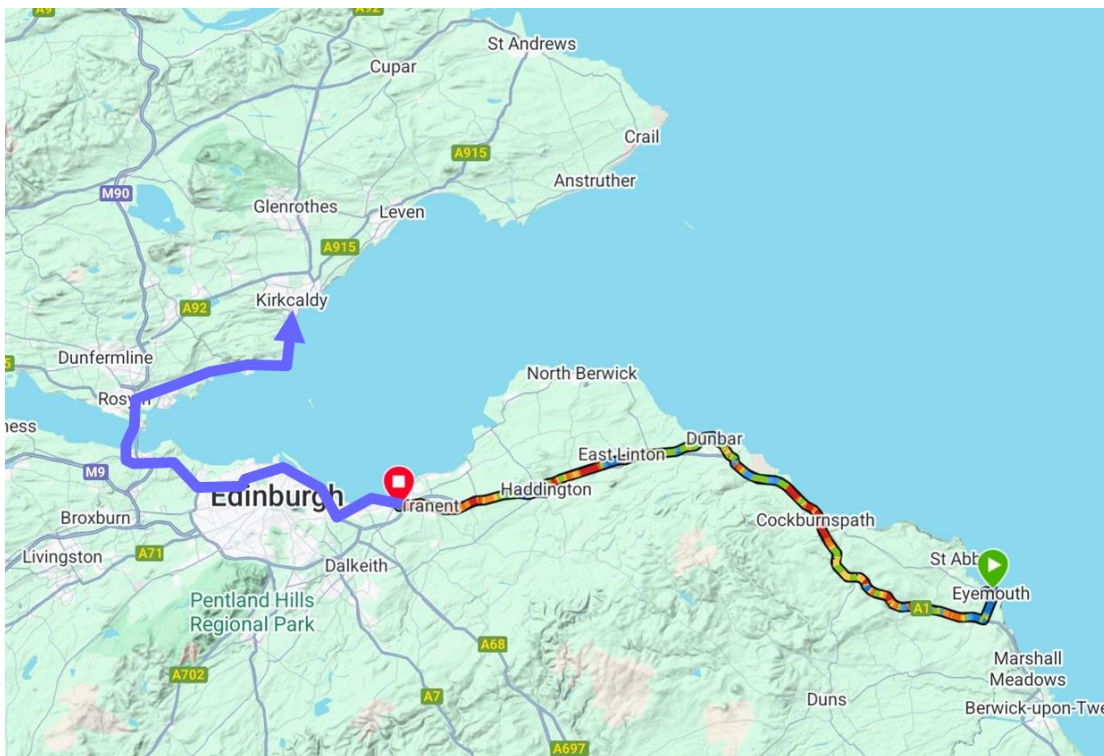 A9
St Andrews
Cupar
Crail
A915
Anstruther
M90
Glenrothes
Leven
A915
Kirkcaldy
A92
Dunfermline
North Berwick
ness
Dunbar
East Linton
M9
Edinburgh
Haddington
Tranent
Broxburn
Cockburnspath
A71
Livingston
St Abb
Dalkeith
Eyemouth
Pentland Hills
Regional Park
A1
A68
Marshall
Meadows
A702
A7
Duns
Berwick-upon-Twe
A697